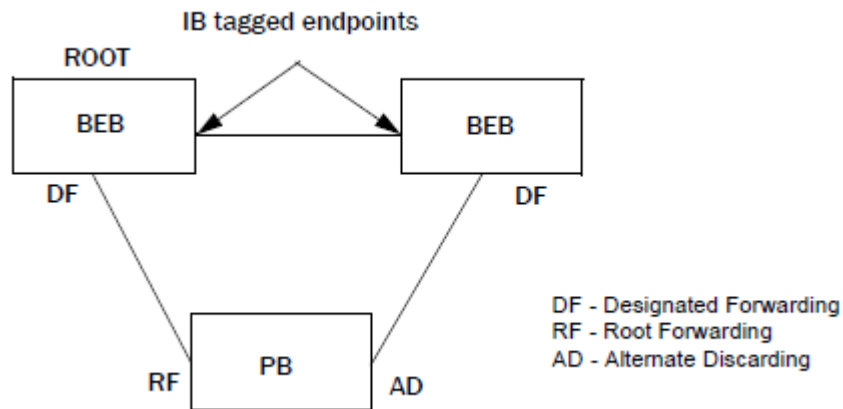 IB tagged endpoints
ROOT
BEB
BEB
DF
DF
DF - Designated Forwarding
RF - Root Forwarding
AD - Alternate Discarding
RF
PB
AD